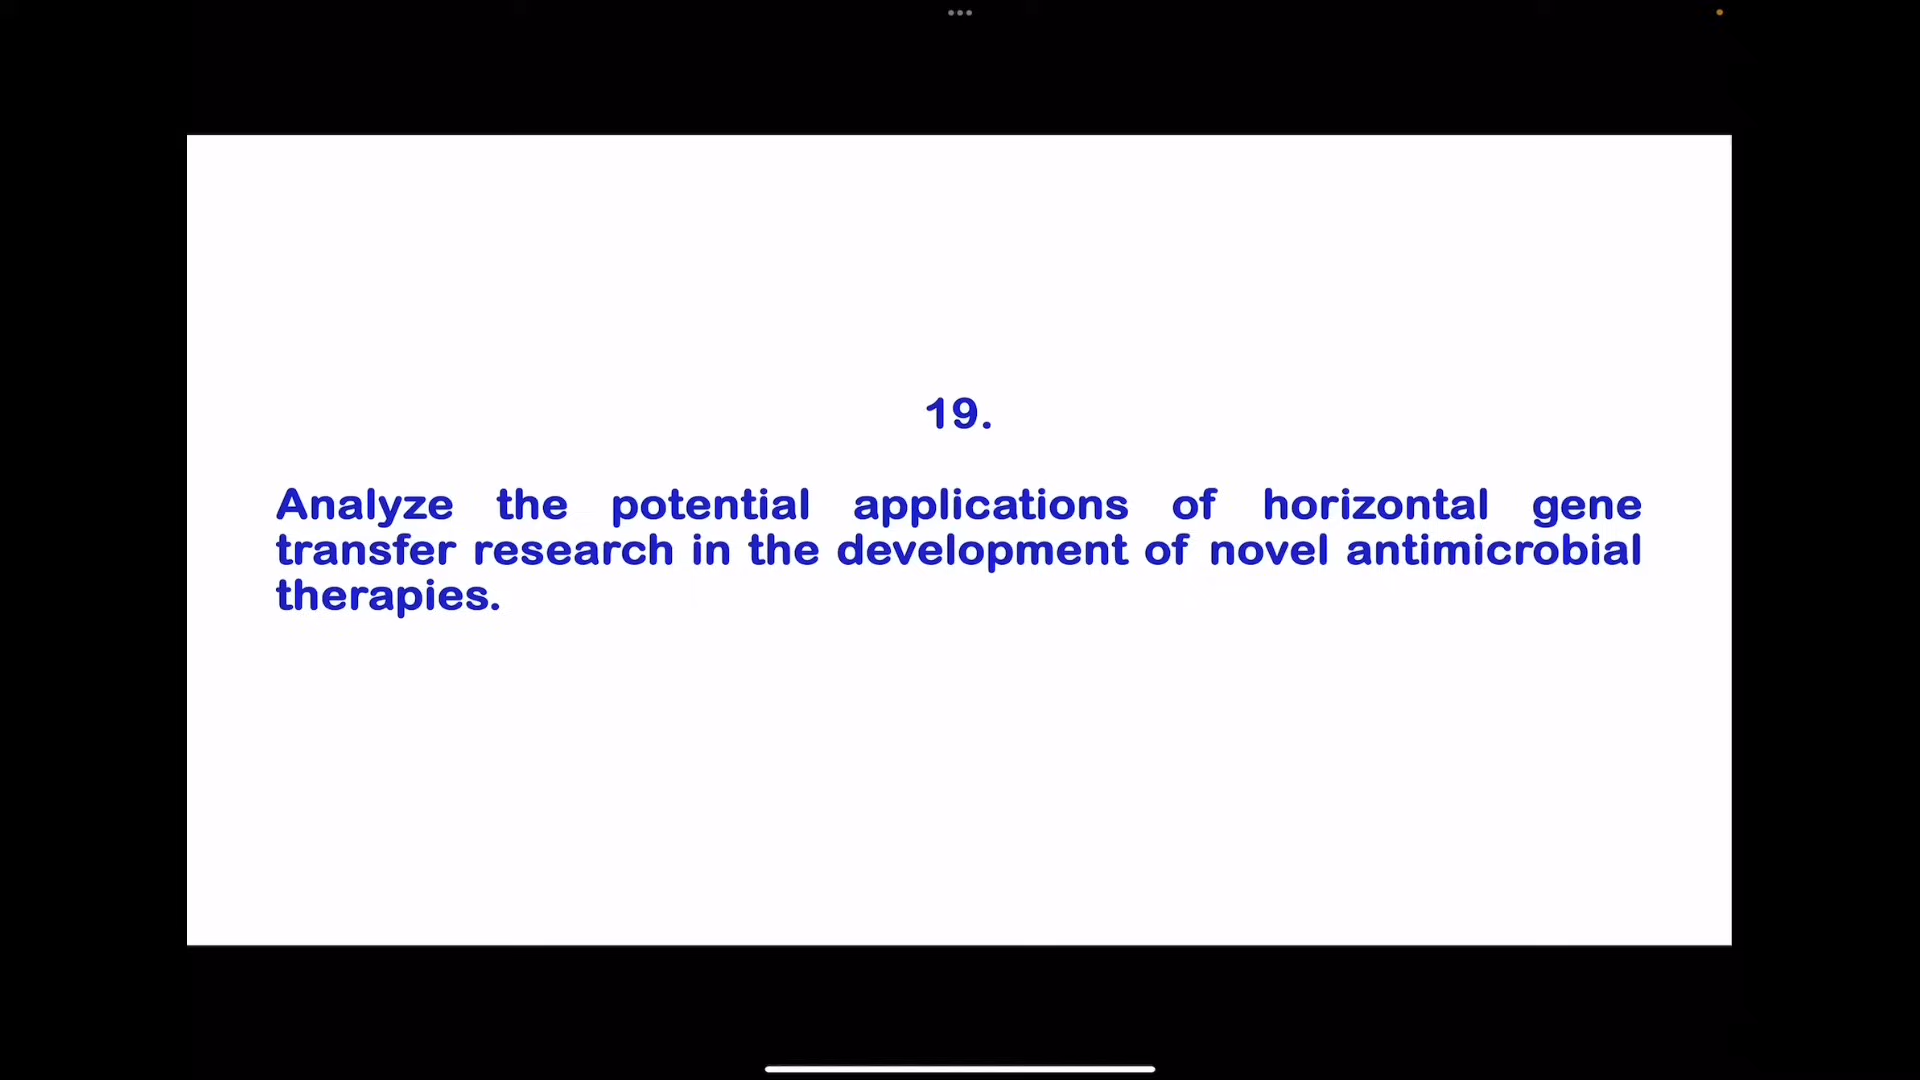 19.
Analyze the potential applications of horizontal gene
transfer research in the development of novel antimicrobial
therapies.